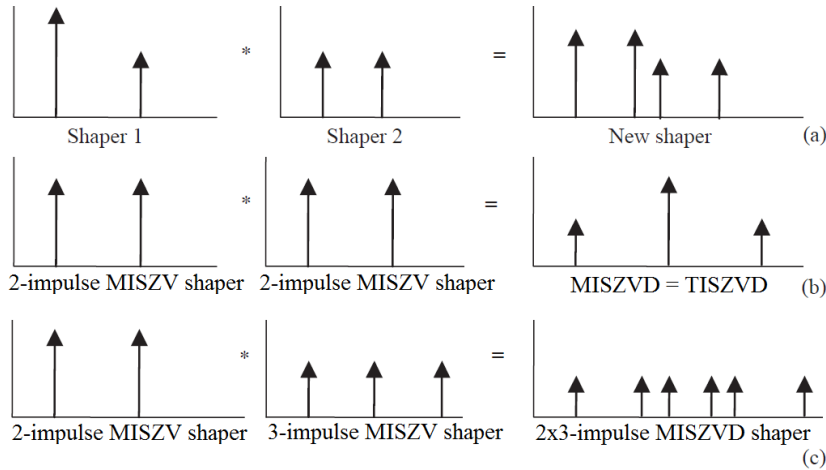 * =
Shaper 1 Shaper 2 New shaper (a)
* =
2-impulse MISZV shaper 2-impulse MISZV shaper MISZVD = TISZVD (b)
* =
2-impulse MISZV shaper 3-impulse MISZV shaper 2x3-impulse MISZVD shaper
(c)